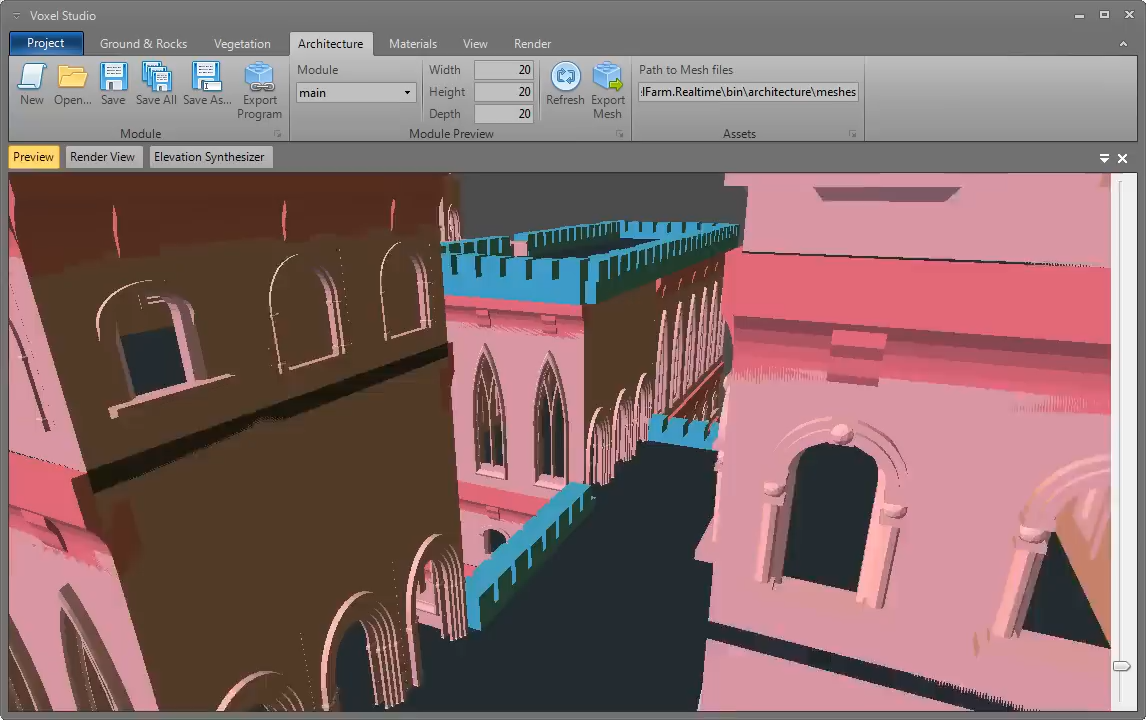 Voxel Studio
Project Ground & Rocks Vegetation Architecture Materials View Render
New Open... Save Save All Save As... Export Program
Module
Module
main
Width 20
Height 20
Depth 20
Refresh Export Mesh
Module Preview
Path to Mesh files
lFarm.Realtime\bin\architecture\meshes
Assets
Preview Render View Elevation Synthesizer